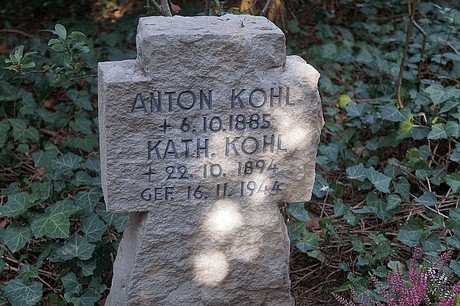 ANTON KOHL
+ 6.10.1885
KATH. KOHL
+ 22.10.1894
GEF. 16.11.1944